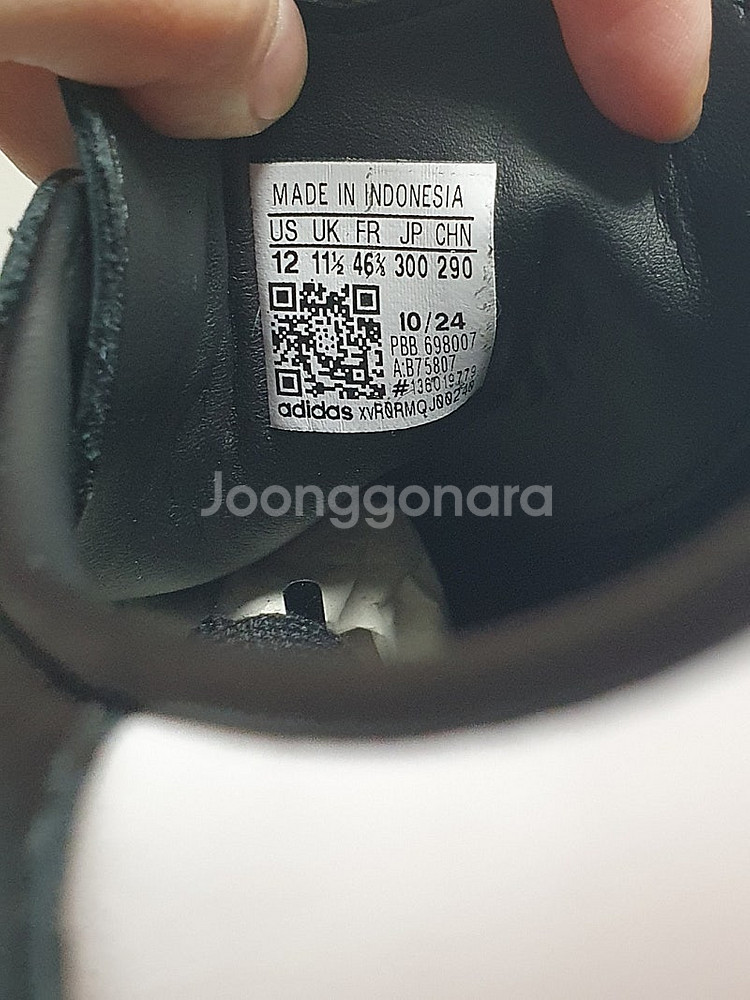 MADE IN INDONESIA
US UK FR JP CHN
12 11½ 46⅔ 300 290
10/24
PBB 698007
A:B75807
#136019779
adidas XVR0RMQJ00248
Joonggonara